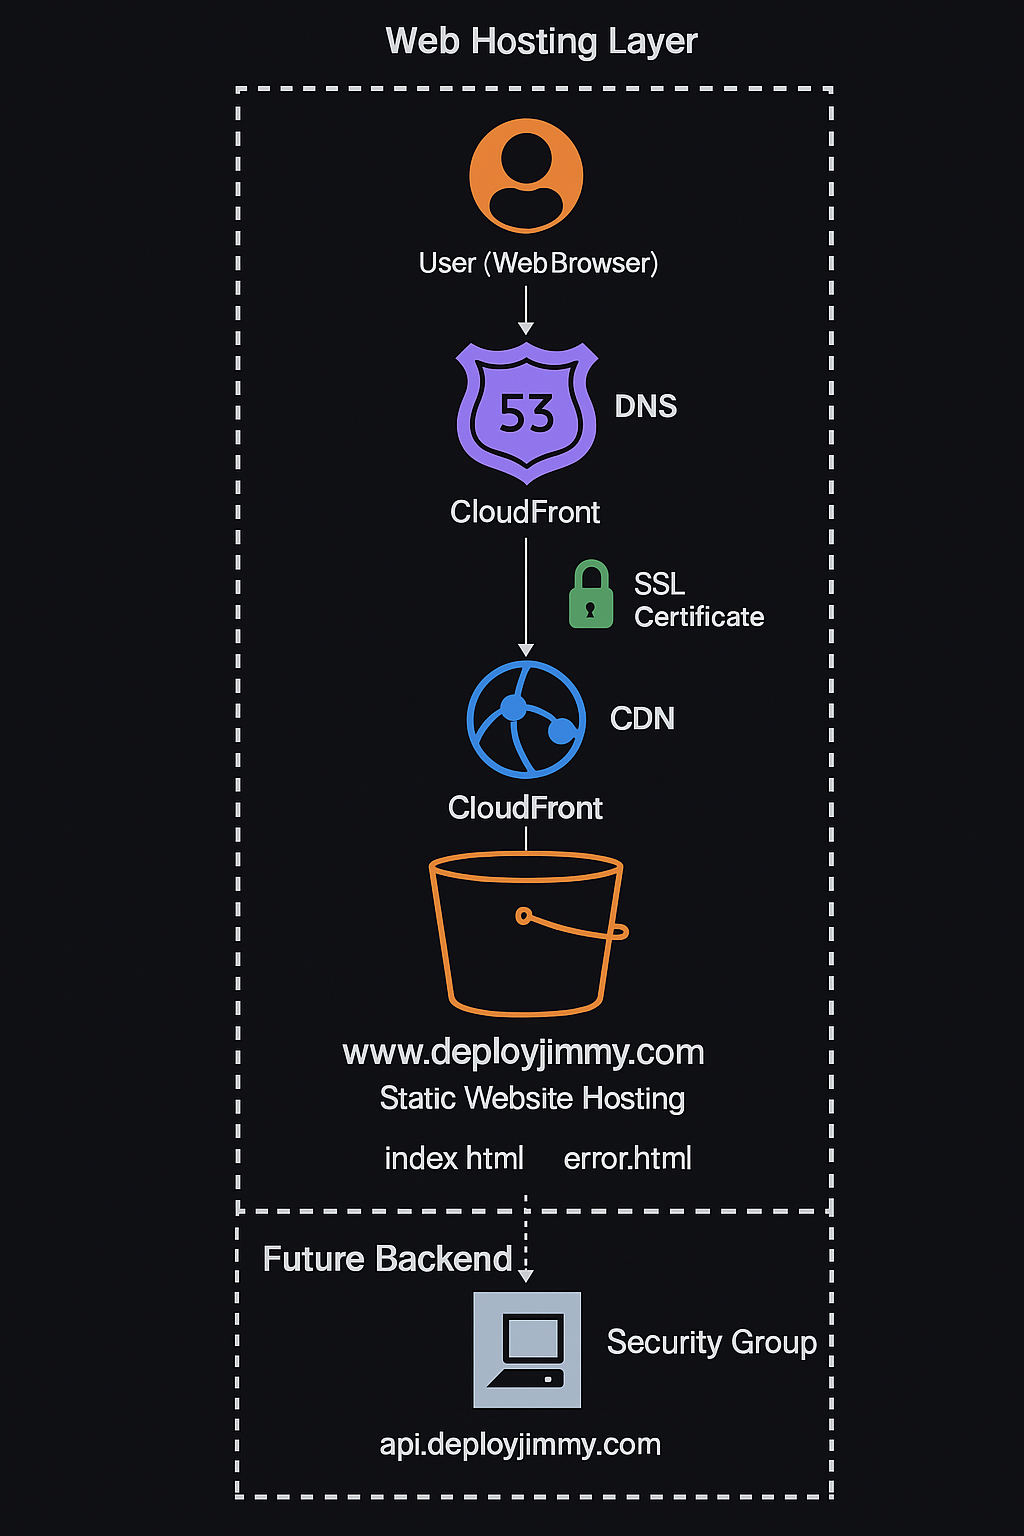 Web Hosting Layer
User (Web Browser)
53
DNS
CloudFront
SSL
Certificate
CDN
CloudFront
www.deployjimmy.com
Static Website Hosting
index html error.html
Future Backend
Security Group
api.deployjimmy.com